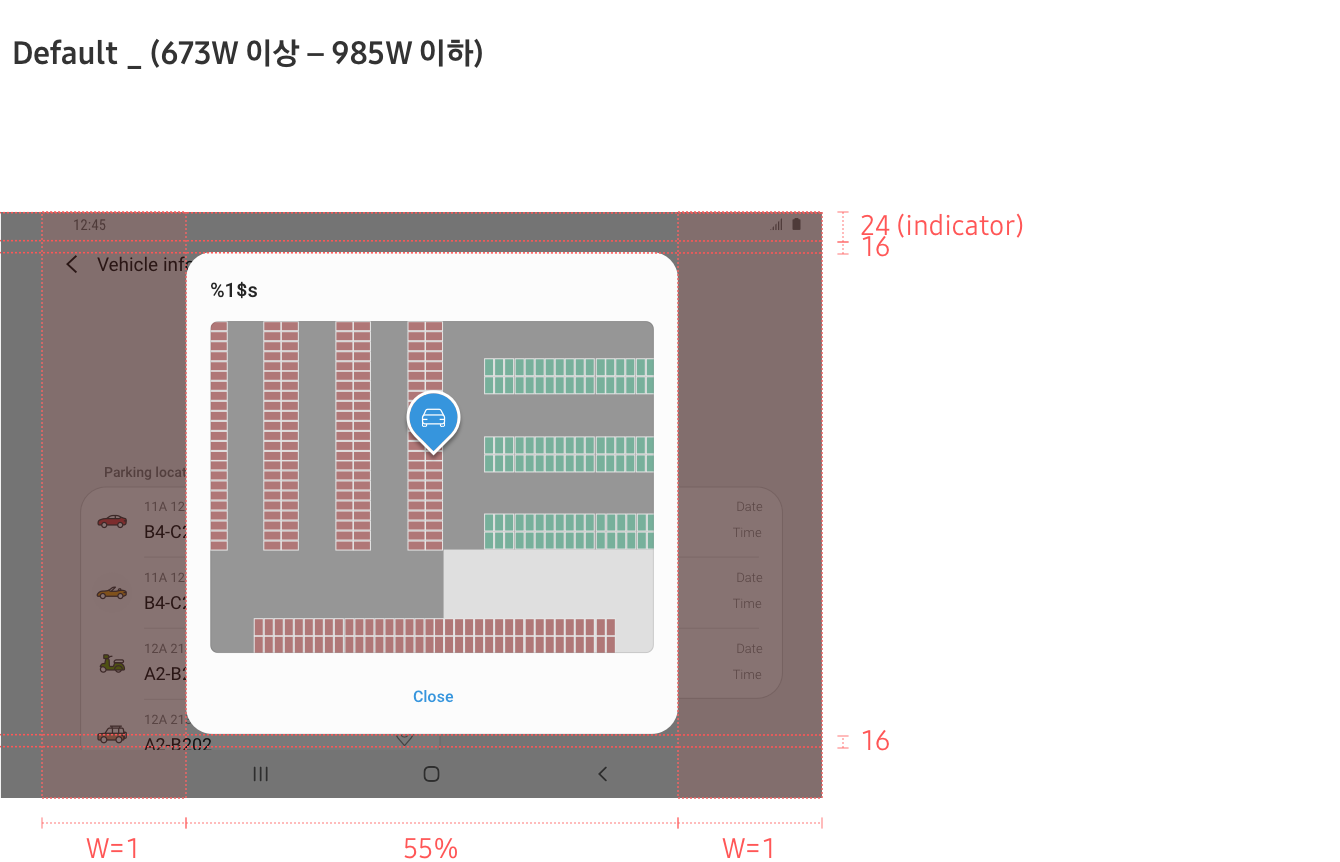 Default _ (673W 이상 – 985W 이하)
12:45
24 (indicator)
16
Vehicle info
%1$s
Parking locat
11A 12
B4-C2
Date
Time
11A 12
B4-C2
Date
Time
12A 21
A2-B2
Date
Time
Close
12A 21
A2-B202
16
W=1
55%
W=1